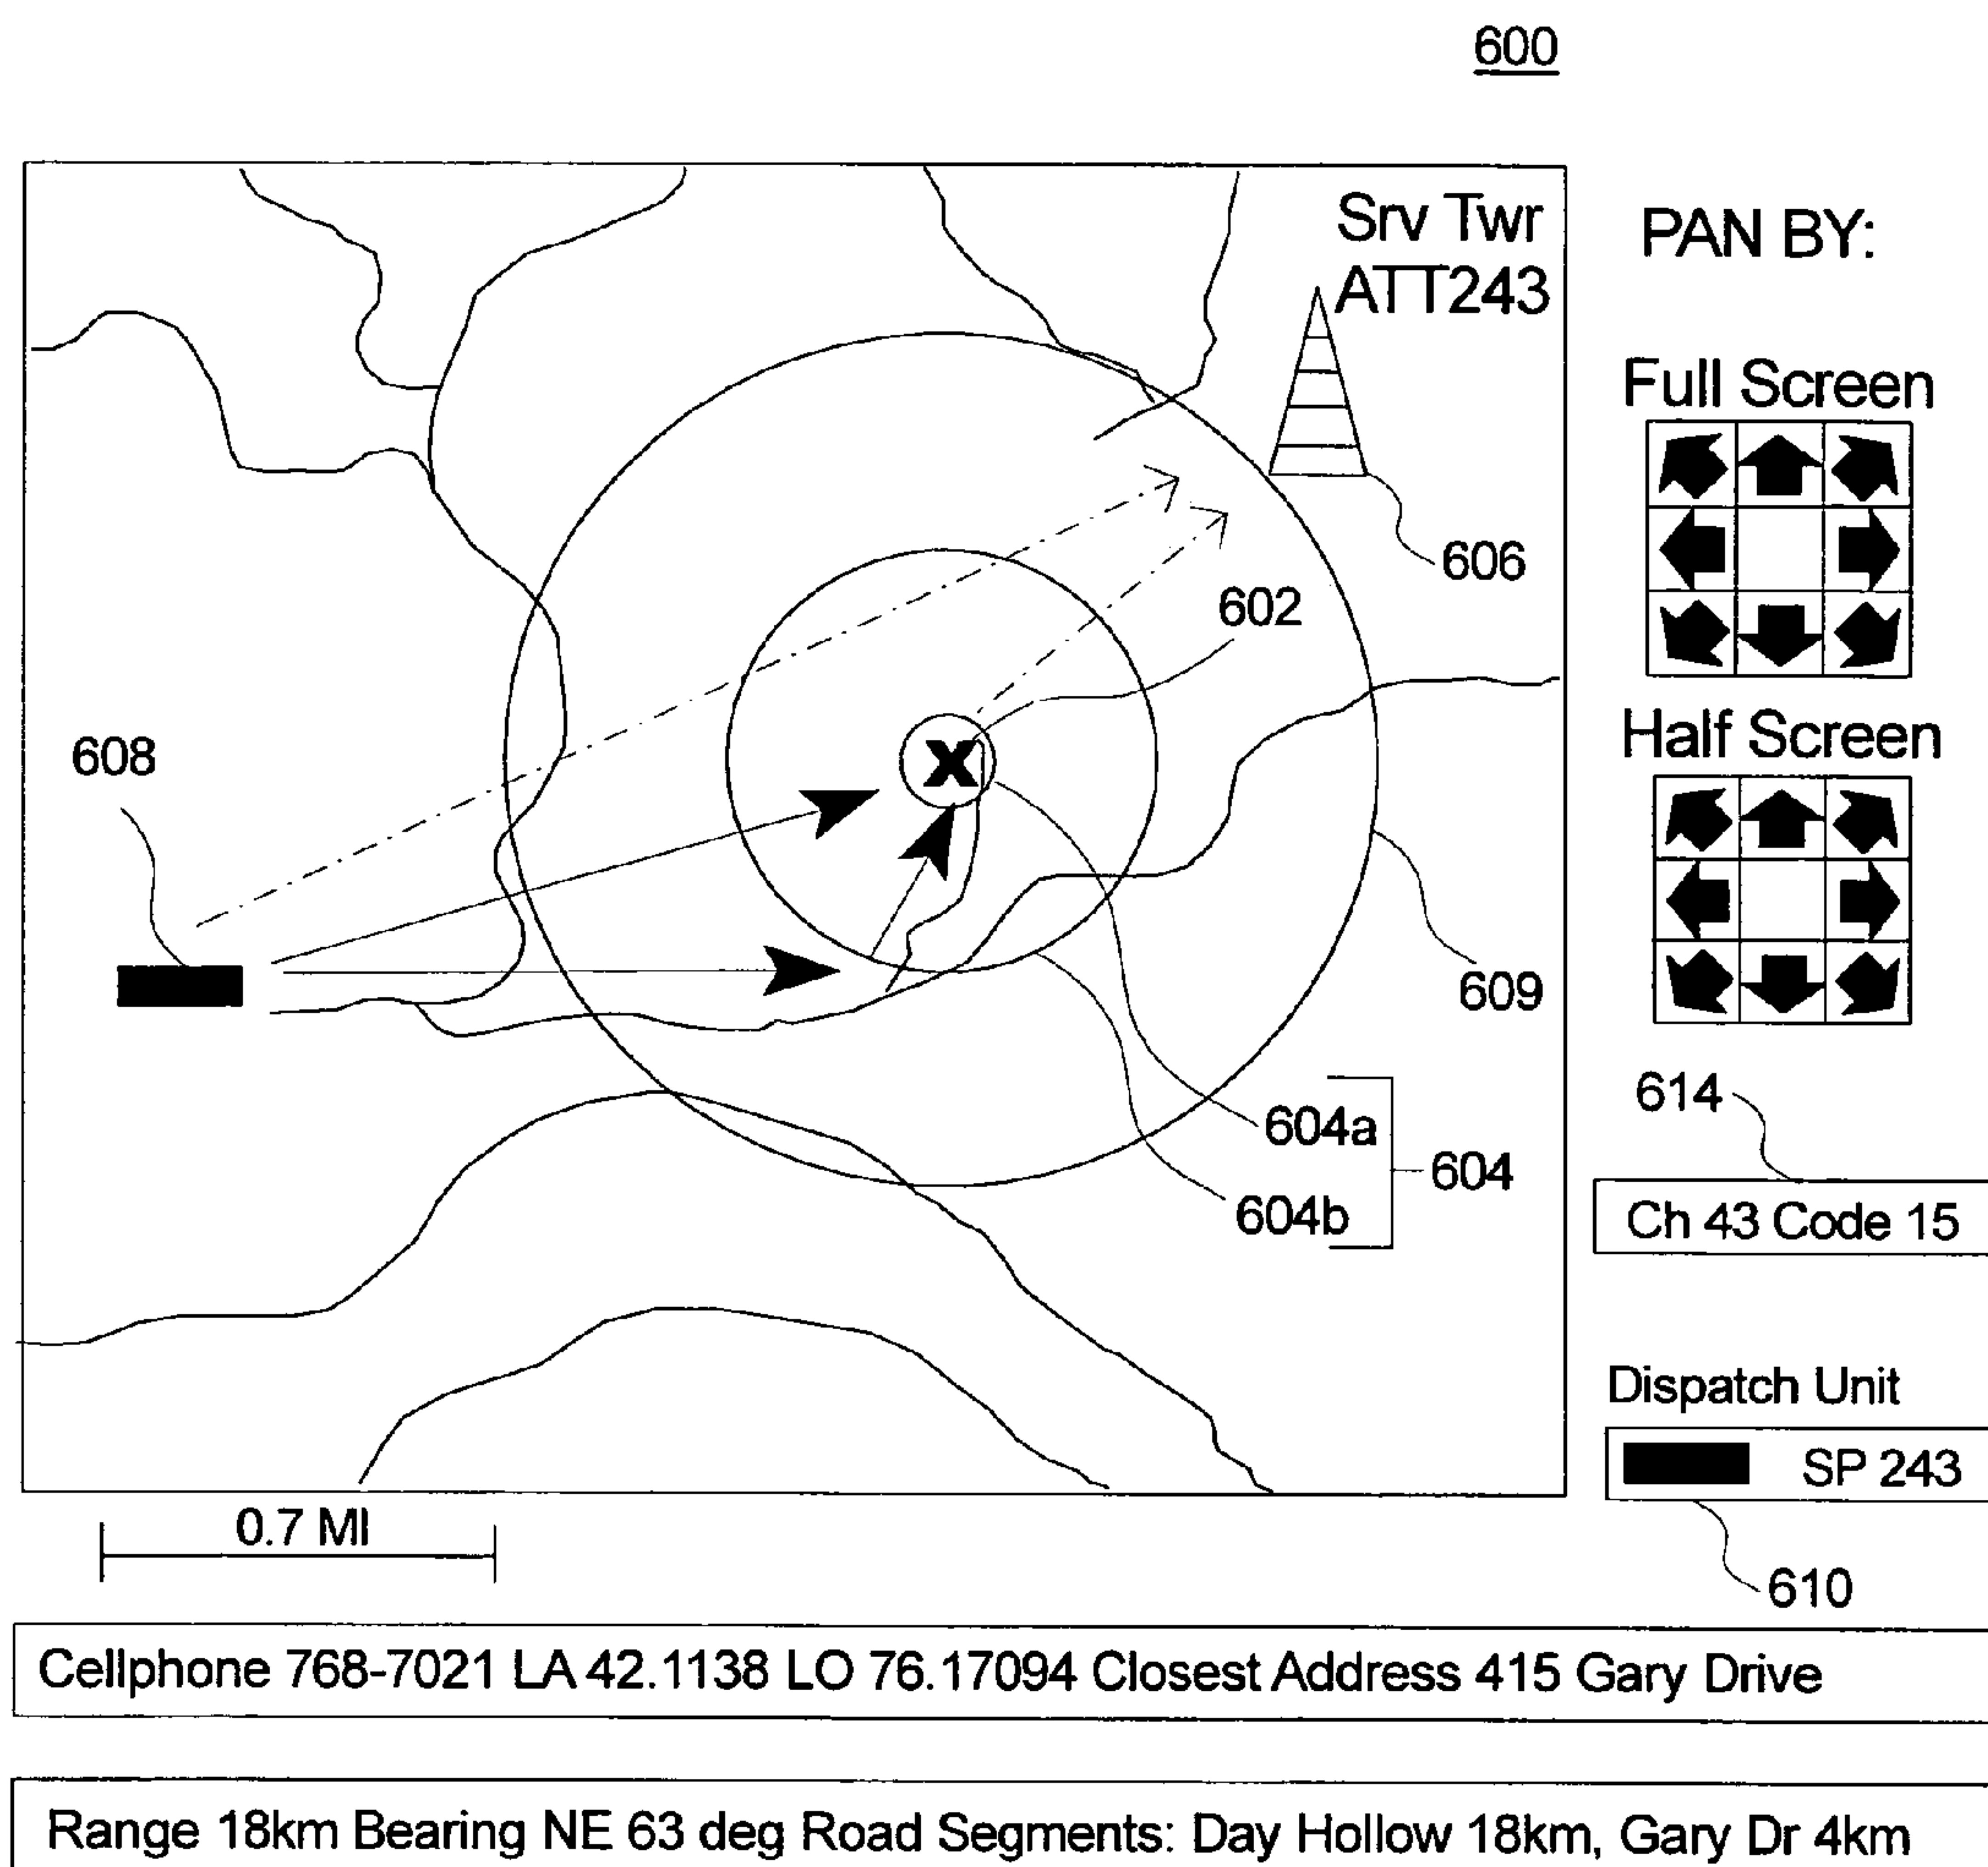 600
Srv Twr
ATT243
PAN BY:
Full Screen
606
602
Half Screen
608
X
609
614
604a
604
604b
Ch 43 Code 15
Dispatch Unit
SP 243
0.7 MI
610
Cellphone 768-7021 LA 42.1138 LO 76.17094 Closest Address 415 Gary Drive
Range 18km Bearing NE 63 deg Road Segments: Day Hollow 18km, Gary Dr 4km